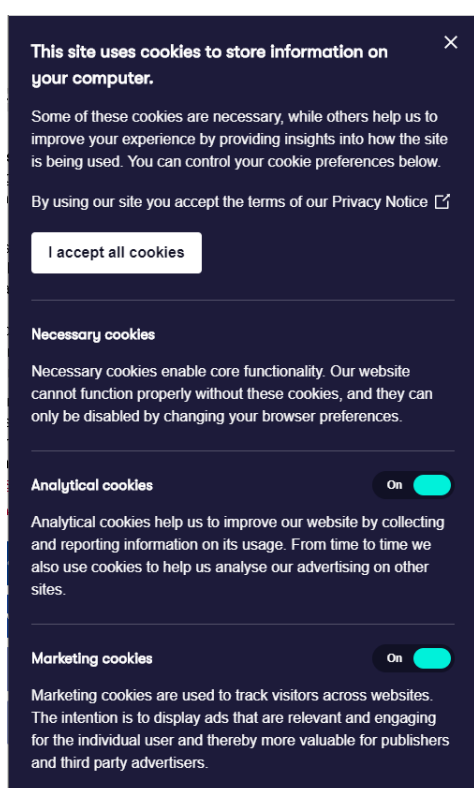 This site uses cookies to store information on
your computer.
Some of these cookies are necessary, while others help us to
improve your experience by providing insights into how the site
is being used. You can control your cookie preferences below.
By using our site you accept the terms of our Privacy Notice
I accept all cookies
Necessary cookies
Necessary cookies enable core functionality. Our website
cannot function properly without these cookies, and they can
only be disabled by changing your browser preferences.
Analytical cookies On
Analytical cookies help us to improve our website by collecting
and reporting information on its usage. From time to time we
also use cookies to help us analyse our advertising on other
sites.
Marketing cookies On
Marketing cookies are used to track visitors across websites.
The intention is to display ads that are relevant and engaging
for the individual user and thereby more valuable for publishers
and third party advertisers.